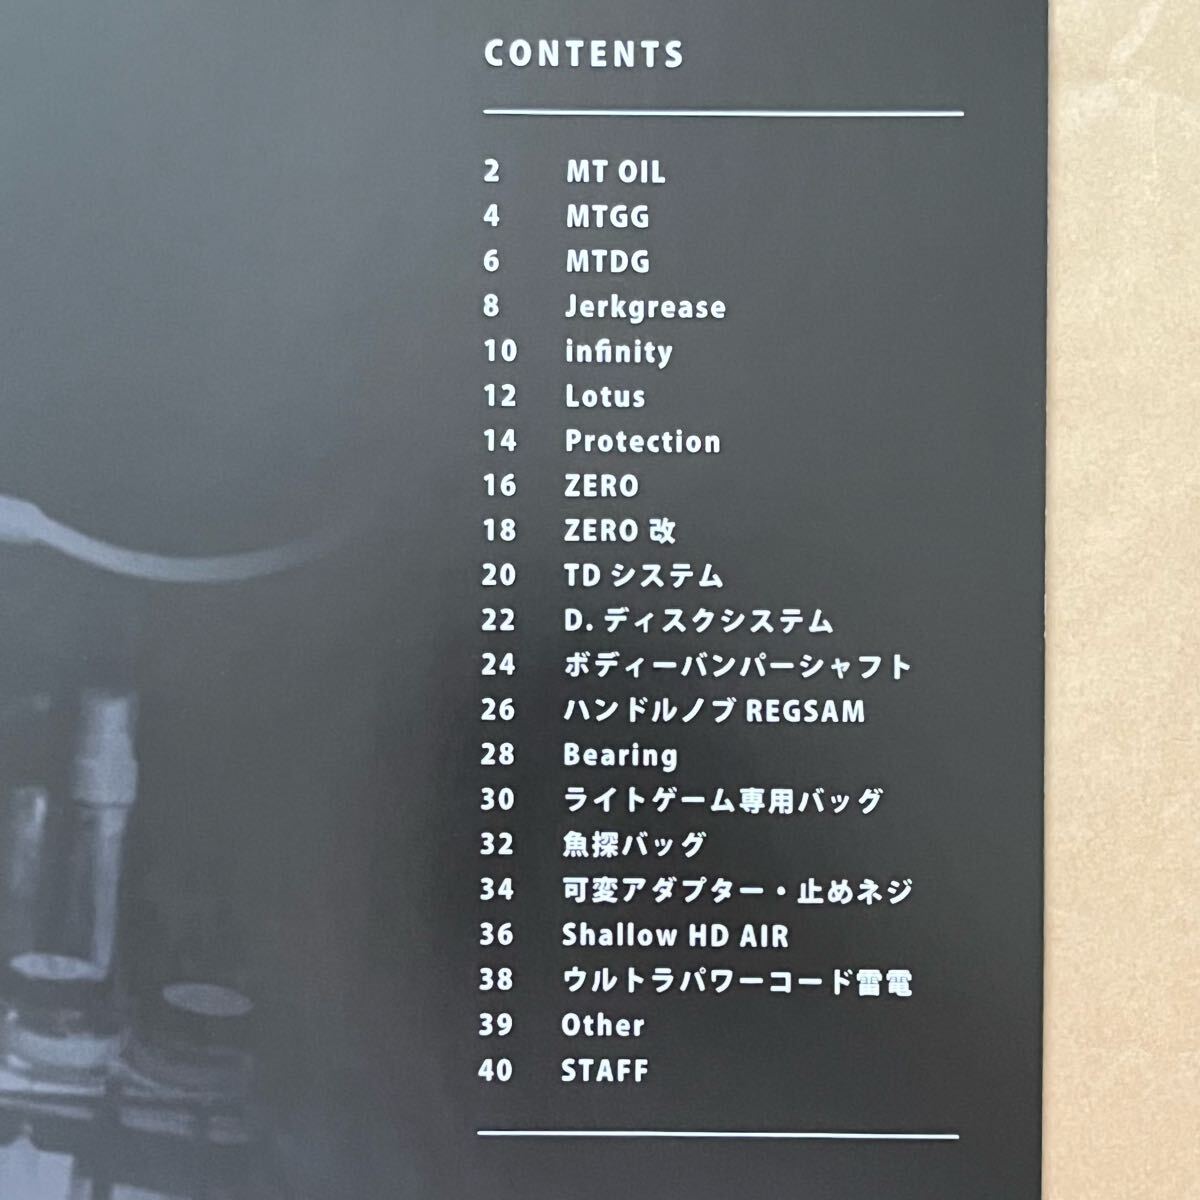 CONTENTS
2 MT OIL
4 MTGG
6 MTDG
8 Jerkgrease
10 infinity
12 Lotus
14 Protection
16 ZERO
18 ZERO 改
20 TD システム
22 D. ディスクシステム
24 ボディーバンパーシャフト
26 ハンドルノブ REGSAM
28 Bearing
30 ライトゲーム専用バッグ
32 魚探バッグ
34 可変アダプター・止めネジ
36 Shallow HD AIR
38 ウルトラパワーコード雷電
39 Other
40 STAFF